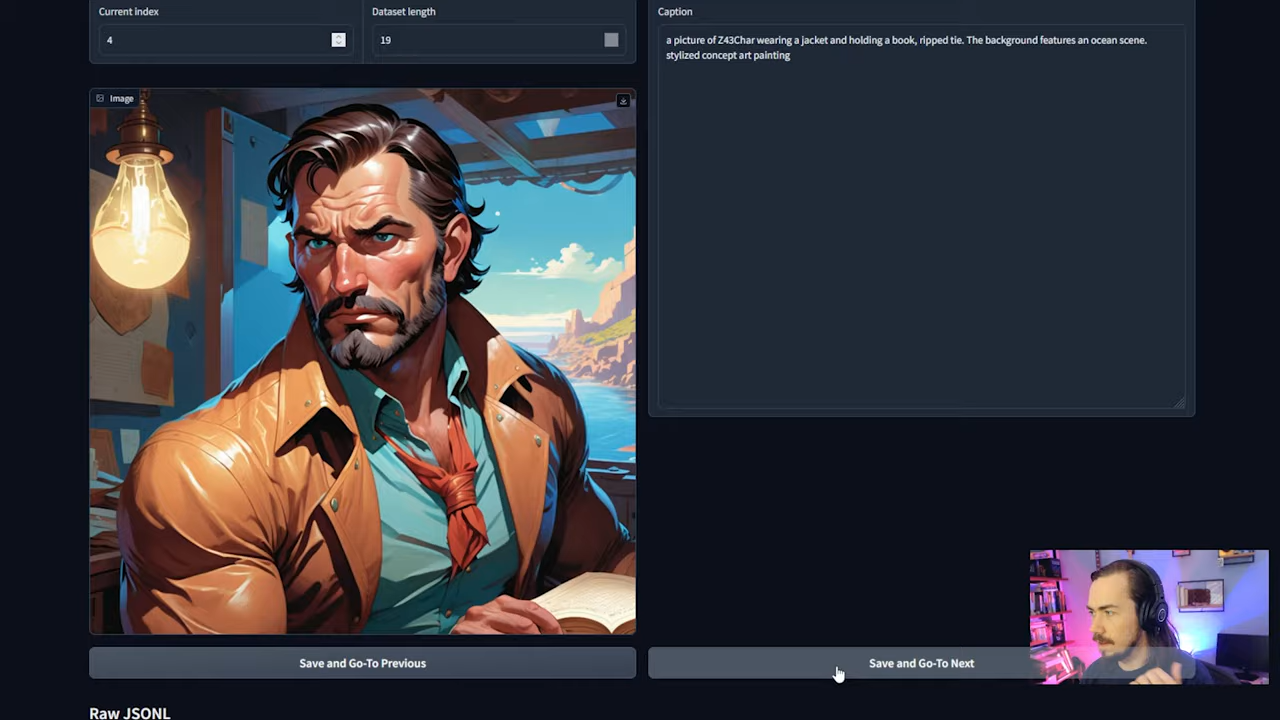 Current index
Dataset length
Caption
4
19
a picture of Z43Char wearing a jacket and holding a book, ripped tie. The background features an ocean scene.
stylized concept art painting
Image
Save and Go-To Previous
Save and Go-To Next
Raw JSONL